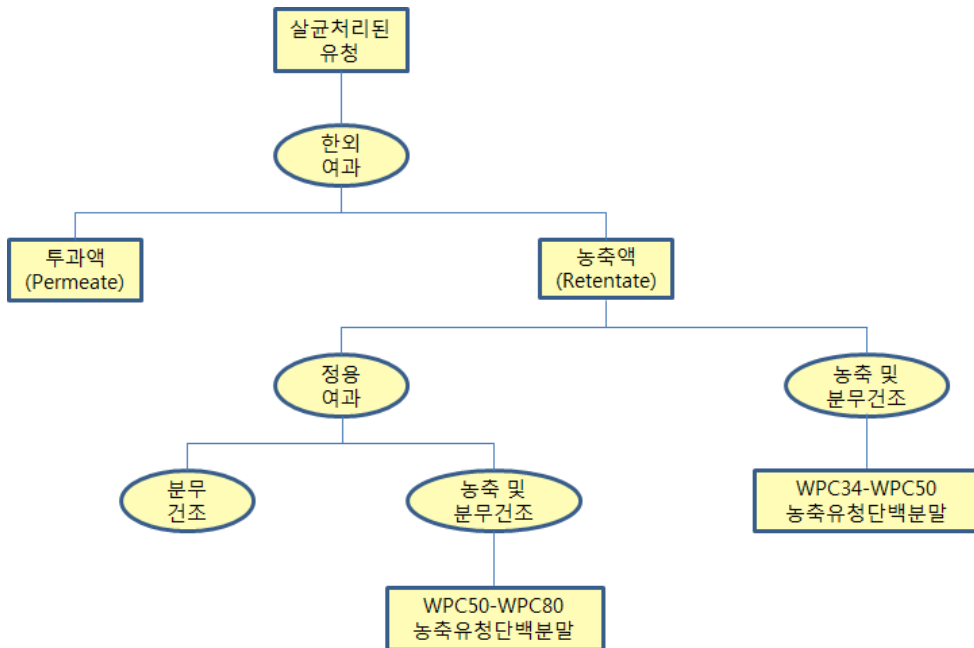 살균처리된
유청
한외
여과
투과액
(Permeate)
농축액
(Retentate)
정용
여과
농축 및
분무건조
분무
건조
농축 및
분무건조
WPC34-WPC50
농축유청단백분말
WPC50-WPC80
농축유청단백분말